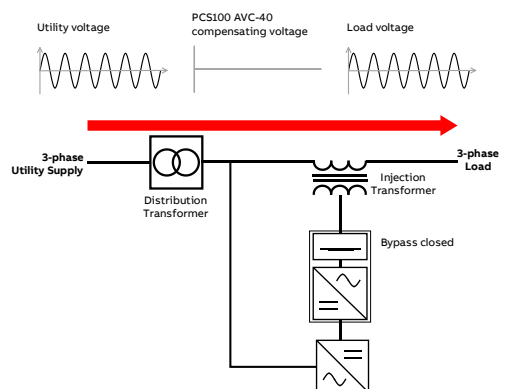 Utility voltage
PCS100 AVC-40
compensating voltage
Load voltage
3-phase
Utility Supply
3-phase
Load
Distribution
Transformer
Injection
Transformer
Bypass closed